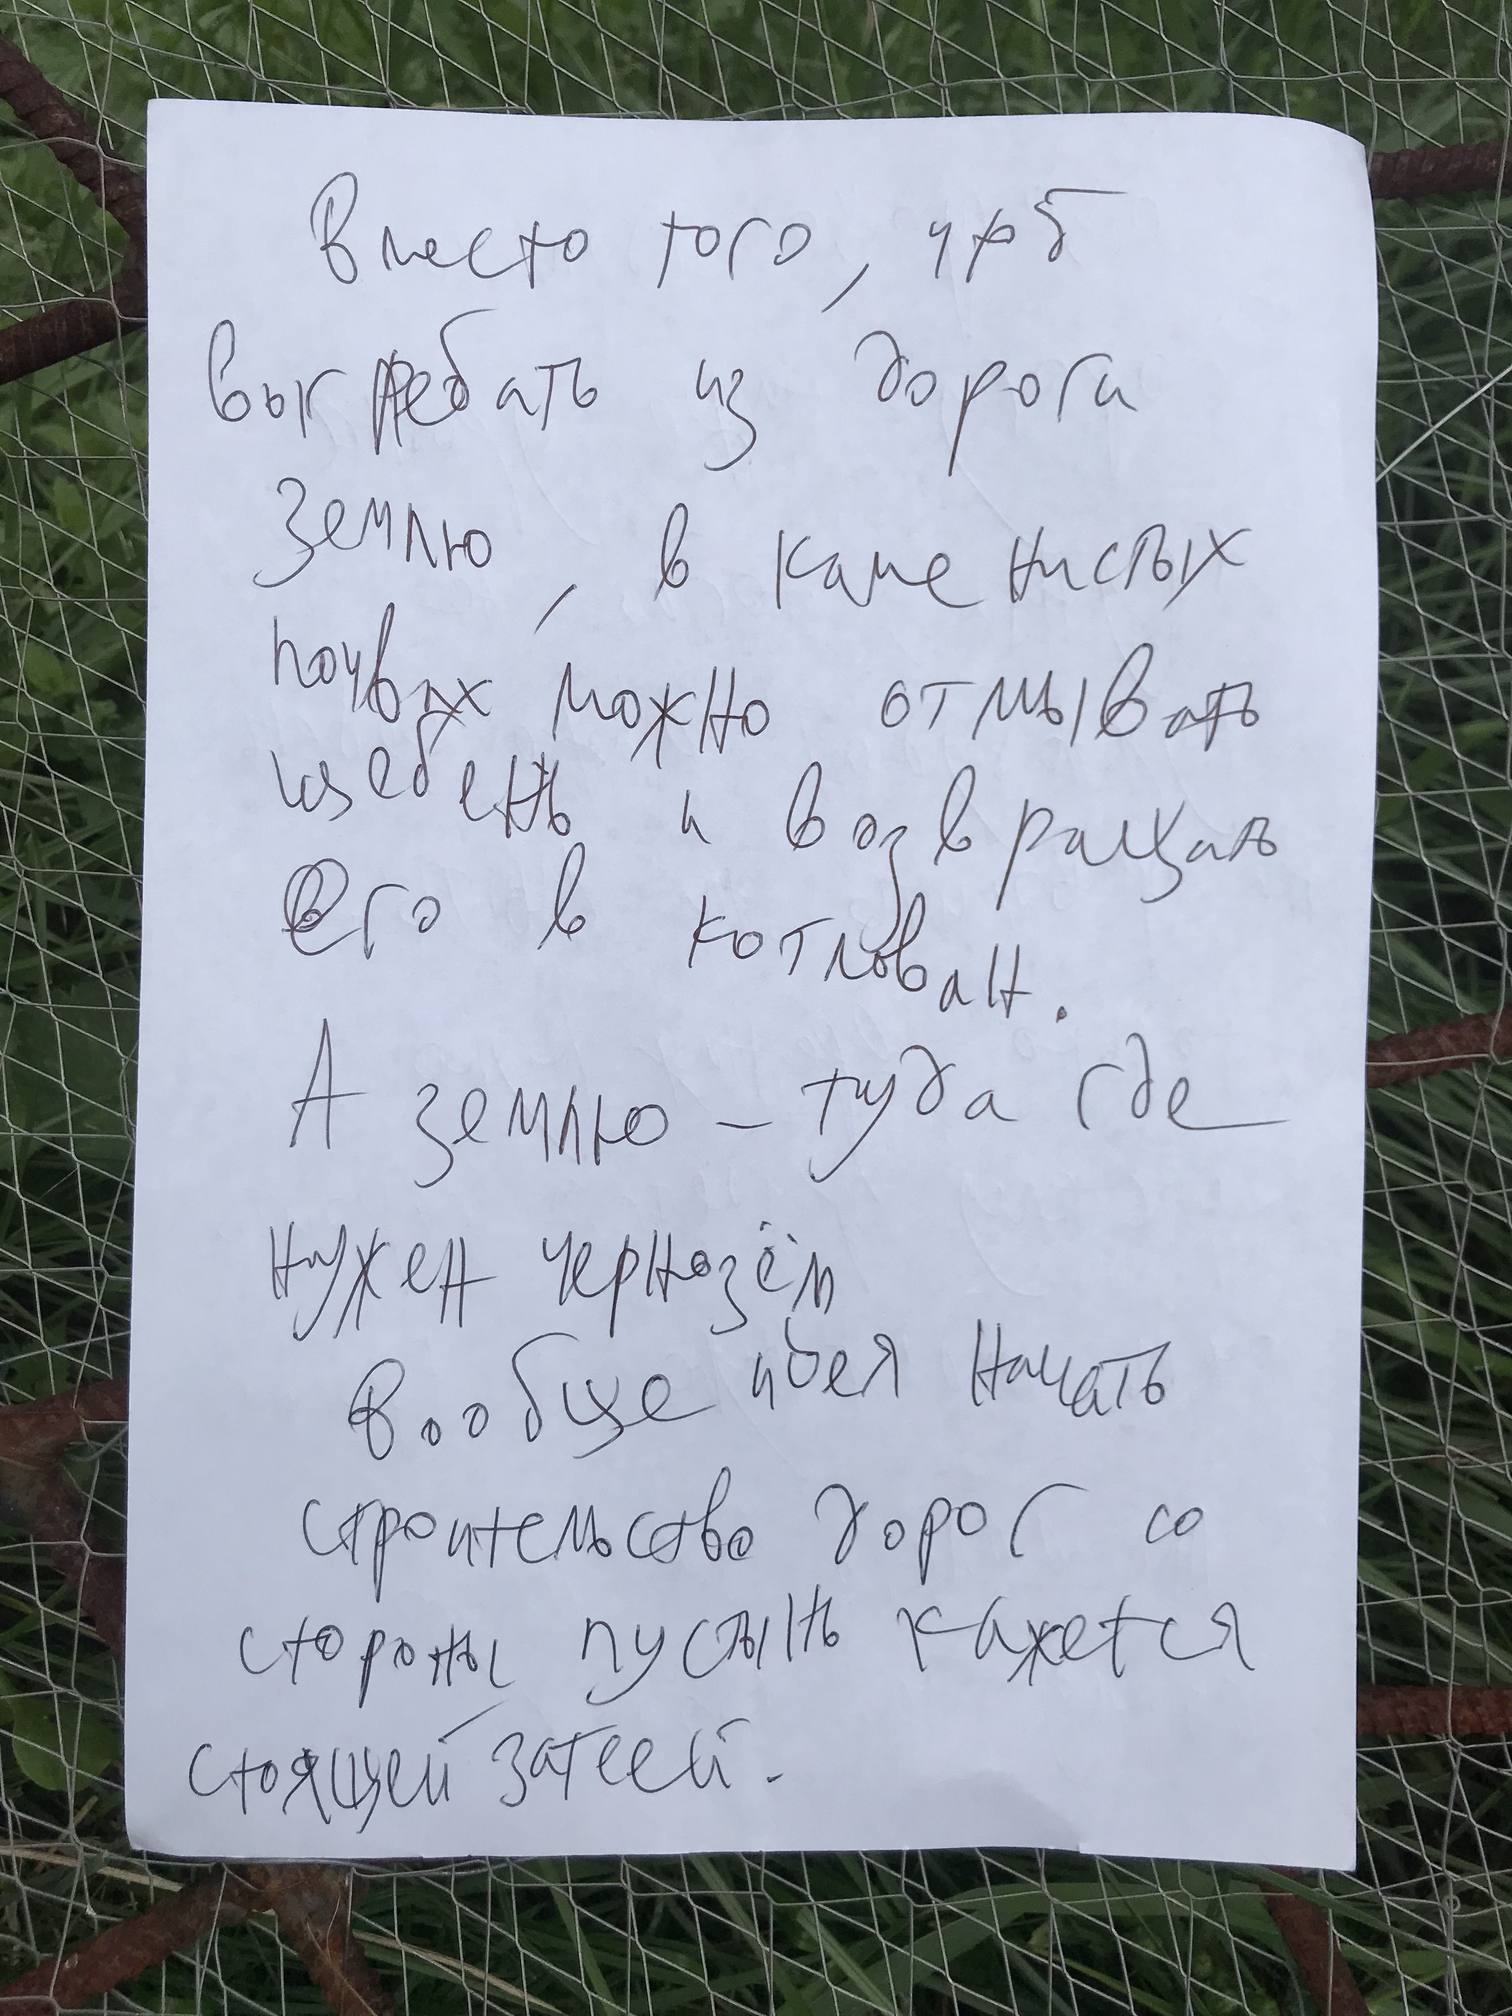 Вместо того, чтоб
выгребать из дороги
землю, в каменистых
почвах можно отмывать
щебень и возвращать
его в котлован.
А землю – туда где
нужен чернозём
Вообще идея начать
строительство дорог со
стороны пустынь кажется
стоящей затеей.